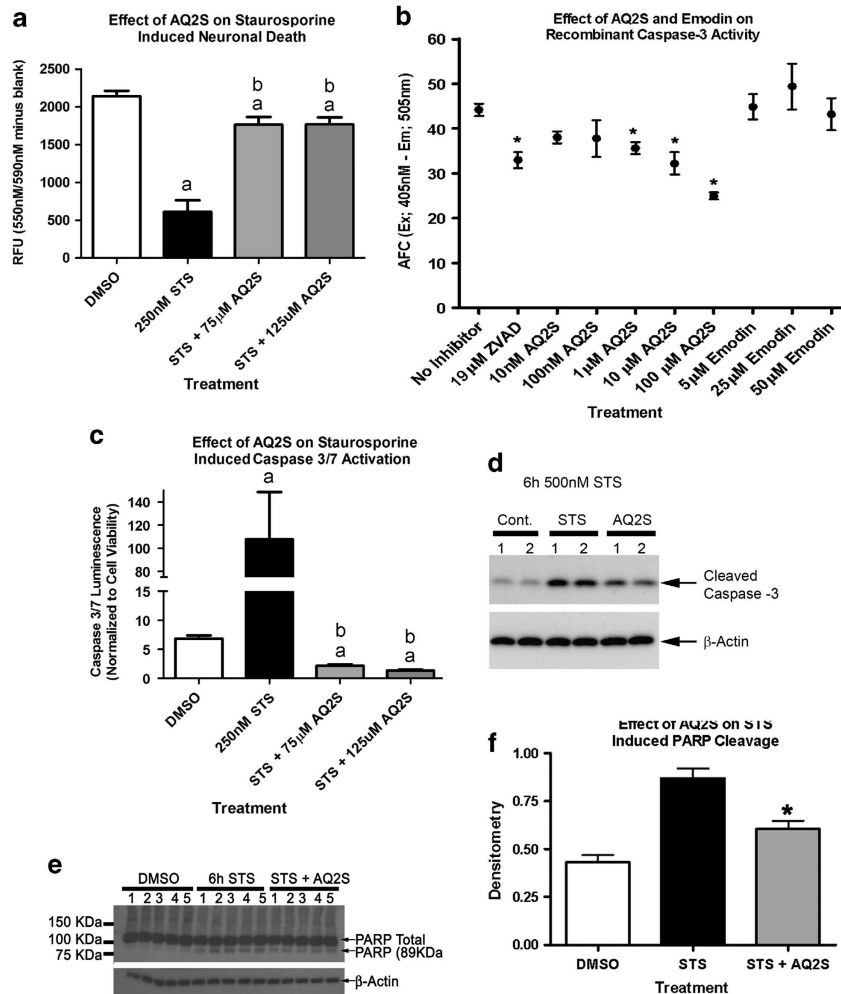 a
Effect of AQ2S on Staurosporine
Induced Neuronal Death
RFU (550nM/590nM minus blank)
2500
2000
1500
1000
500
0
a
b
a
b
a
DMSO
250nM STS
STS + 75μM AQ2S
STS + 125uM AQ2S
Treatment
b
Effect of AQ2 and Emodin on
Recombinant Caspase-3 Activity
AFC (Ex; 405nM - Em; 505nm)
60
50
40
30
20
10
0
*
*
*
*
No Inhibitor
19 μM ZVAD
10nM AQ2S
100nM AQ2S
1 μM AQ2S
10 μM AQ2S
100 μM AQ2S
5 μM Emodin
25 μM Emodin
50 μM Emodin
Treatment
c
Effect of AQ2S on Staurosporine
Induced Caspase 3/7 Activation
Caspase 3/7 Luminescence
(Normalized to Cell Viability)
140
120
100
80
15
10
5
0
a
b
a
b
a
DMSO
250nM STS
STS + 75μM AQ2S
STS + 125uM AQ2S
Treatment
d
6h 500nM STS
Cont. STS AQ2S
1 2 1 2 1 2
Cleaved
Caspase -3
β-Actin
e
DMSO 6h STS STS + AQ2S
1 2 3 4 5 1 2 3 4 5 1 2 3 4 5
150 KDa
100 KDa
75 KDa
PARP Total
PARP (89KDa
β-Actin
f
Effect of AQ2S on STS
Induced PARP Cleavage
Densitometry
1.00
0.75
0.50
0.25
0.00
*
DMSO
STS
STS + AQ2S
Treatment